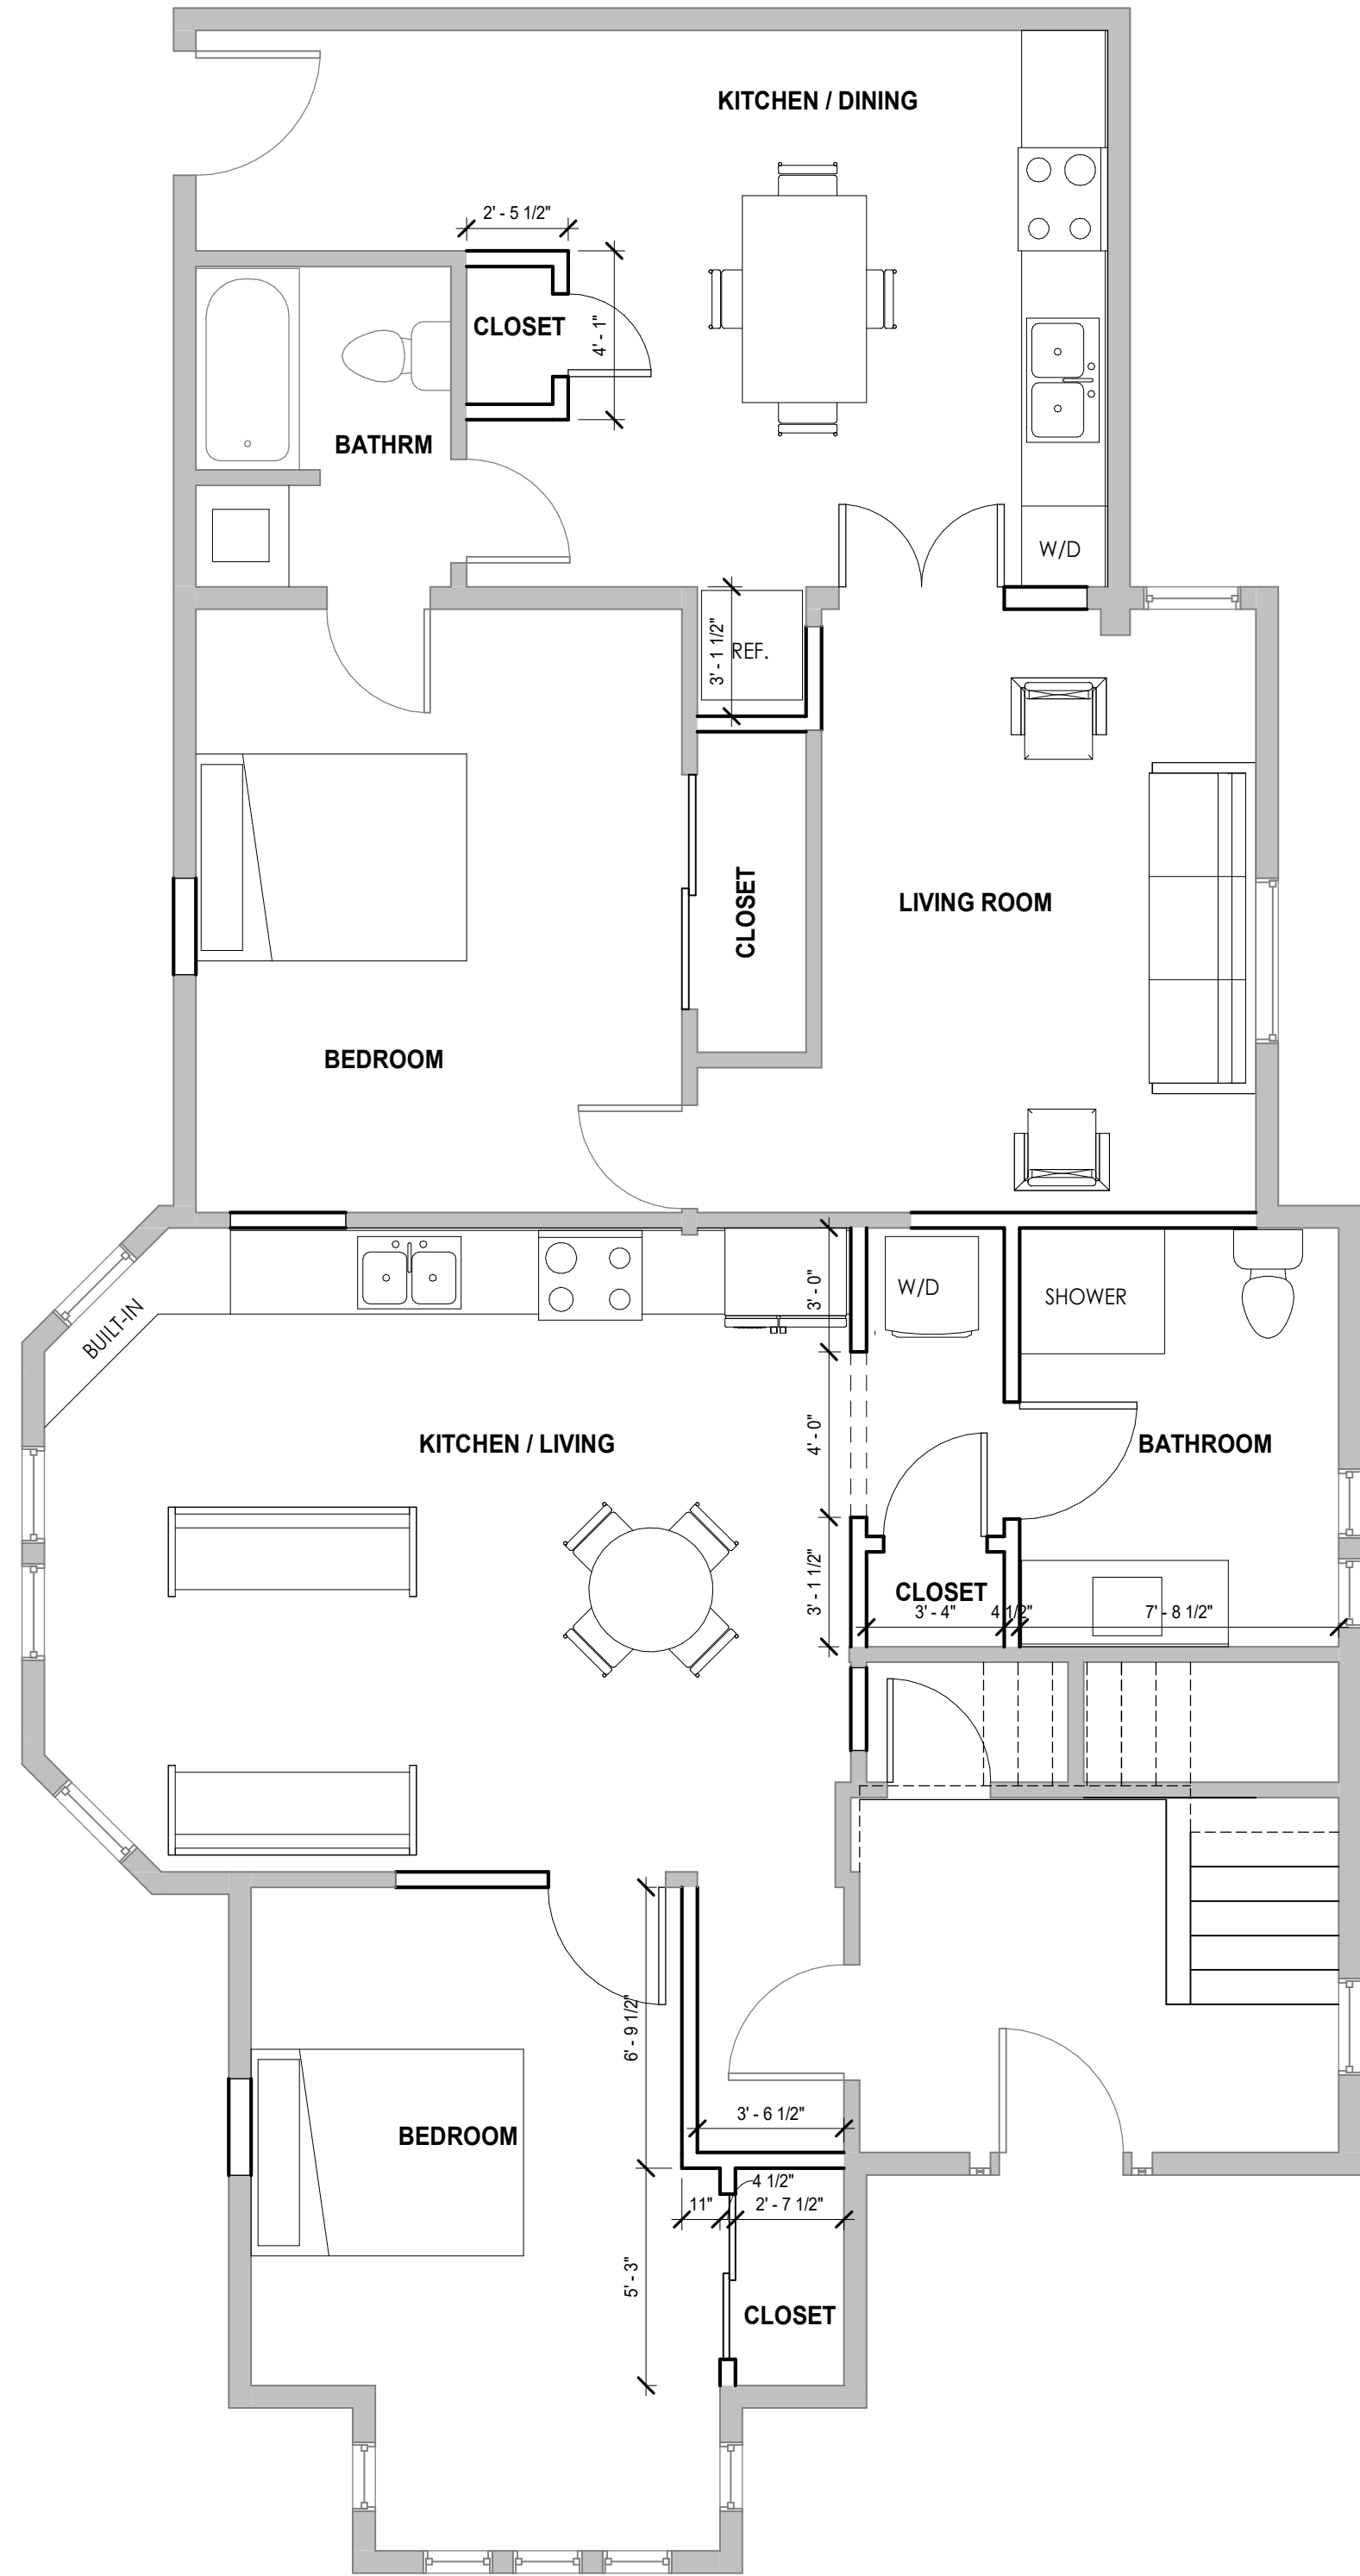 KITCHEN / DINING
2' - 5 1/2"
CLOSET
4' - 1"
BATHRM
W/D
3' - 1 1/2"
REF.
CLOSET
LIVING ROOM
BEDROOM
3' - 0"
W/D
SHOWER
BUILT-IN
KITCHEN / LIVING
4' - 0"
BATHROOM
3' - 1 1/2"
CLOSET
3' - 4"
4 1/2"
7' - 8 1/2"
6' - 9 1/2"
3' - 6 1/2"
BEDROOM
4 1/2"
11"
2' - 7 1/2"
5' - 3"
CLOSET